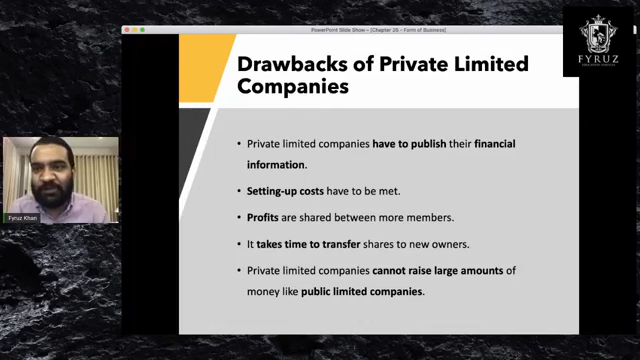 PowerPoint Slide Show - [Chapter 28 - Form of Business]
FYRUZ
Drawbacks of Private Limited
Companies
• Private limited companies have to publish their financial
information.
• Setting-up costs have to be met.
• Profits are shared between more members.
• It takes time to transfer shares to new owners.
• Private limited companies cannot raise large amounts of
money like public limited companies.
Fyruz Khan